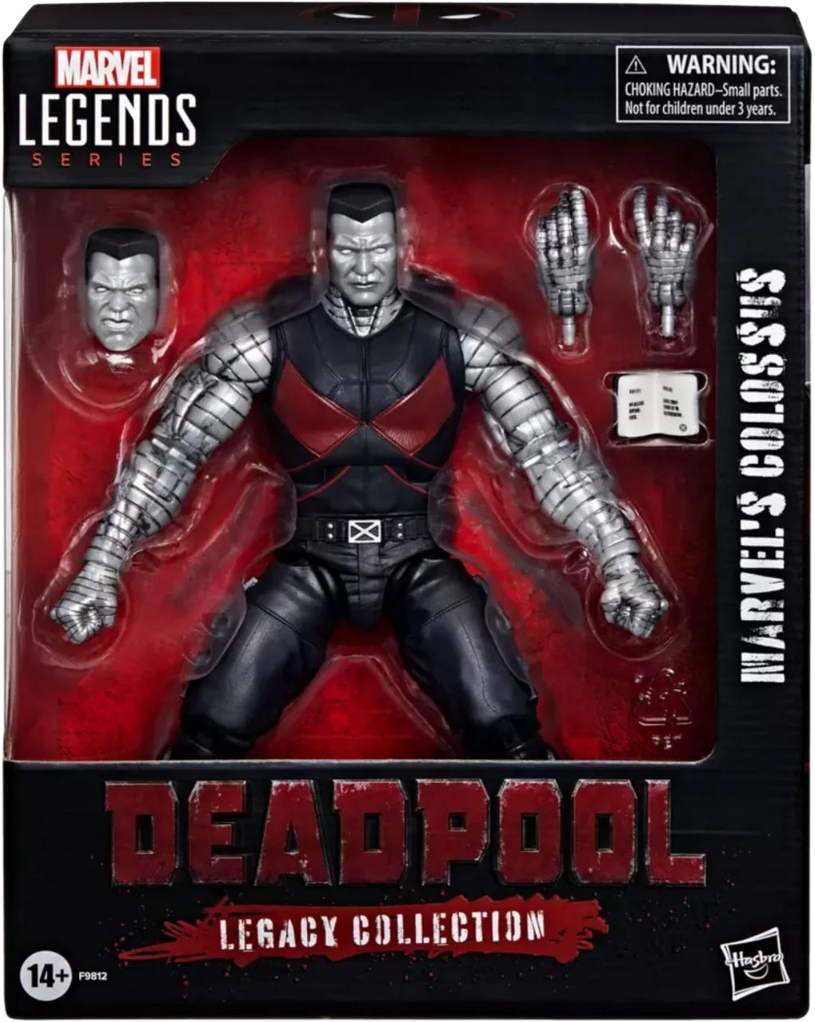 MARVEL
LEGENDS
SERIES
WARNING:
CHOKING HAZARD–Small parts.
Not for children under 3 years.
MARVEL'S COLOSSUS
DEADPOOL
LEGACY COLLECTION
14+
F9812
Hasbro